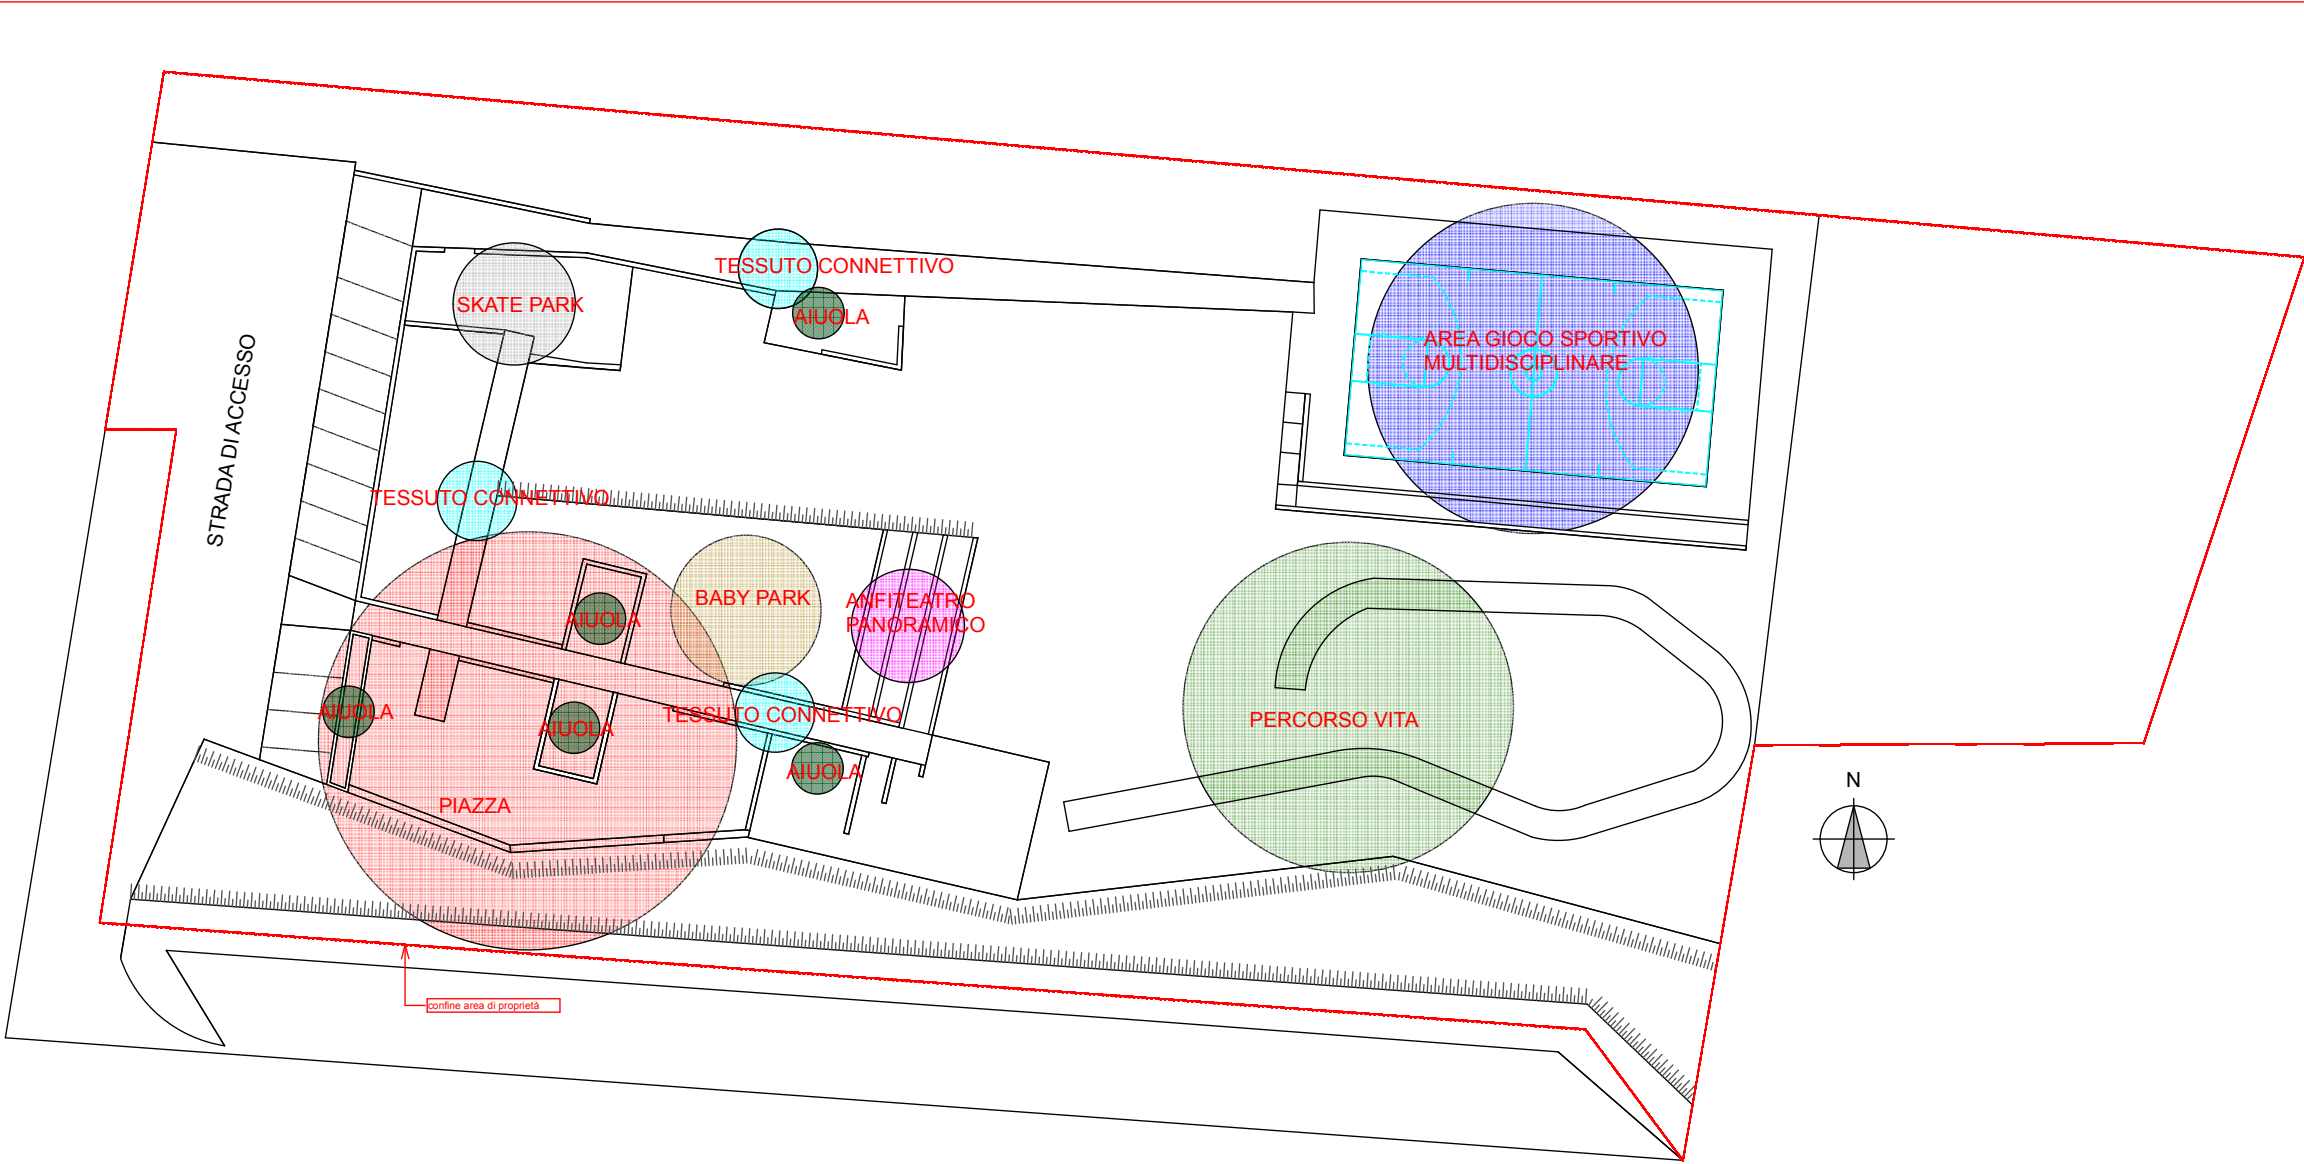 TESSUTO CONNETTIVO
SKATE PARK
AIUOLA
AREA GIOCO SPORTIVO
MULTIDISCIPLINARE
STRADA DI ACCESSO
TESSUTO CONNETTIVO
BABY PARK
ANFITEATRO
PANORAMICO
AIUOLA
AIUOLA
AIUOLA
TESSUTO CONNETTIVO
PERCORSO VITA
AIUOLA
N
PIAZZA
confine area di proprietà